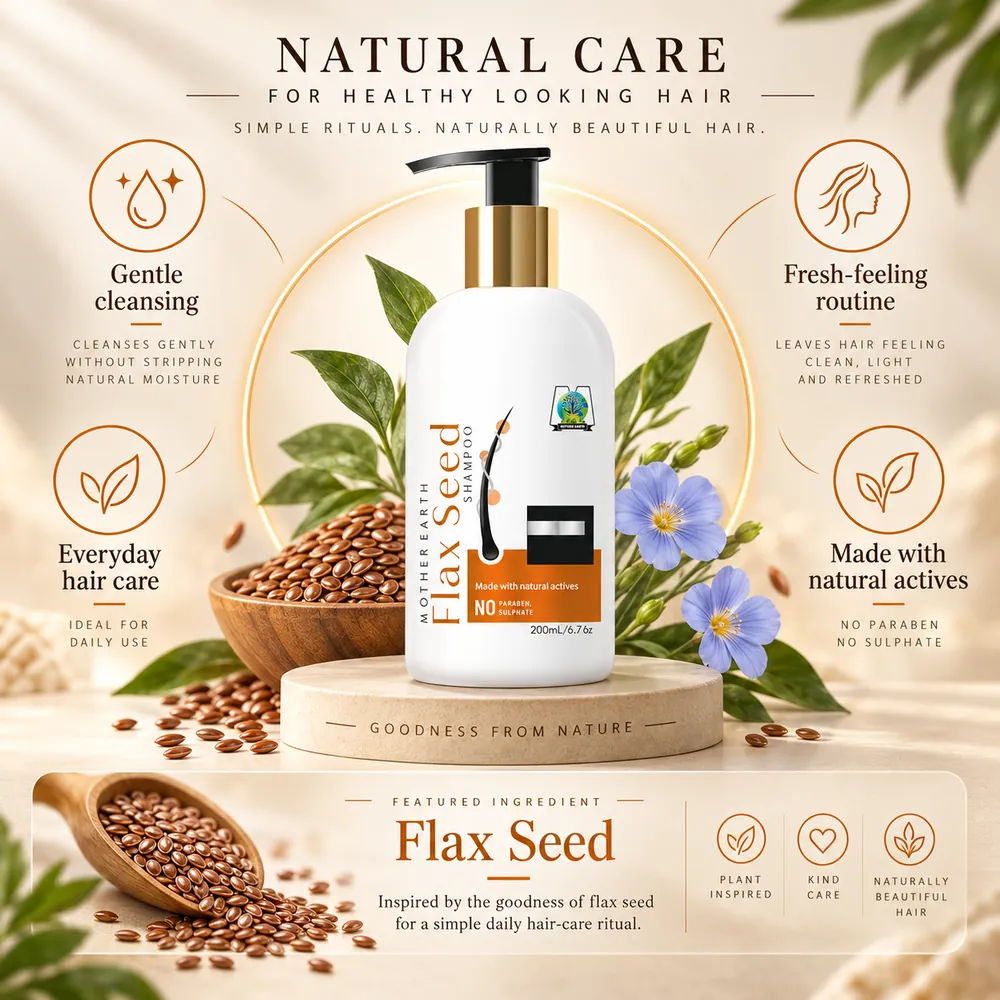 NATURAL CARE
FOR HEALTHY LOOKING HAIR
SIMPLE RITUALS. NATURALLY BEAUTIFUL HAIR.
Gentle
cleansing
CLEANSES GENTLY
WITHOUT STRIPPING
NATURAL MOISTURE
Fresh-feeling
routine
LEAVES HAIR FEELING
CLEAN, LIGHT
AND REFRESHED
Everyday
hair care
IDEAL FOR
DAILY USE
Made with
natural actives
NO PARABEN
NO SULPHATE
MOTHER EARTH
Flax Seed
SHAMPOO
MOTHER EARTH
Made with natural actives
NO PARABEN,
SULPHATE
200mL/6.76z
GOODNESS FROM NATURE
FEATURED INGREDIENT
Flax Seed
Inspired by the goodness of flax seed
for a simple daily hair-care ritual.
PLANT
INSPIRED
KIND
CARE
NATURALLY
BEAUTIFUL
HAIR